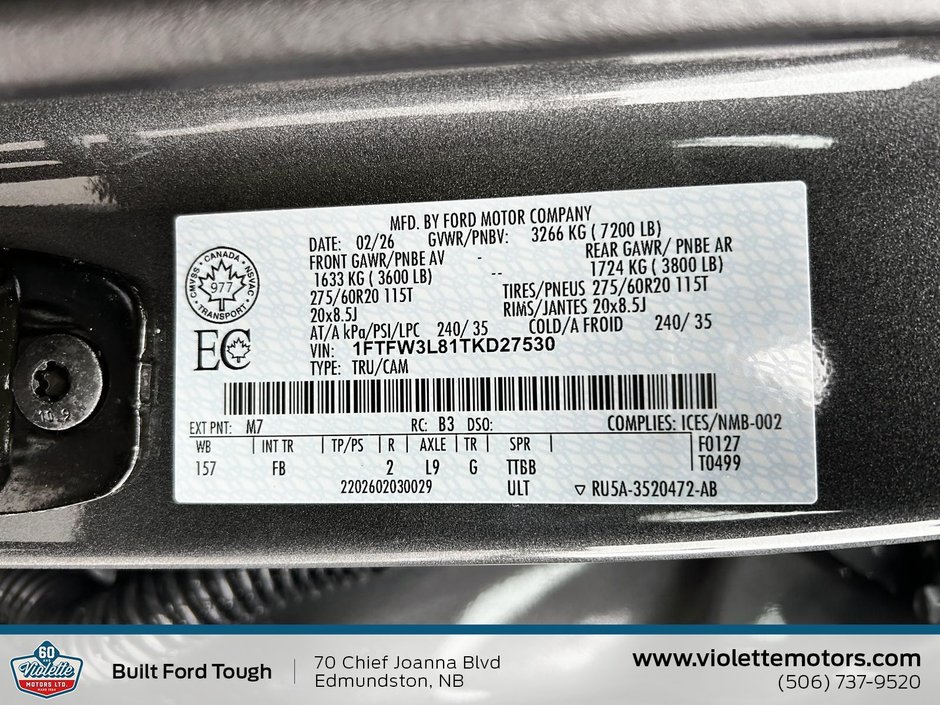 MFD. BY FORD MOTOR COMPANY
DATE: 02/26 GVWR/PNBV: 3266 KG ( 7200 LB)
FRONT GAWR/PNBE AV - REAR GAWR/ PNBE AR
1633 KG ( 3600 LB) -- 1724 KG ( 3800 LB)
275/60R20 115T TIRES/PNEUS 275/60R20 115T
20x8.5J RIMS/JANTES 20x8.5J
AT/A kPa/PSI/LPC 240/ 35 COLD/A FROID 240/ 35
VIN: 1FTFW3L81TKD27530
TYPE: TRU/CAM
CANADA
CMVSS NSVAC
977
TRANSPORT
EC
EXT PNT: M7 RC: B3 DSO: COMPLIES: ICES/NMB-002
WB | INT TR | TP/PS | R | AXLE | TR | SPR | F0127
157 FB 2 L9 G TTBB T0499
2202602030029 ULT ▽ RU5A-3520472-AB
10.9
60
Violette
MOTORS LTD.
Built Ford Tough
70 Chief Joanna Blvd
Edmundston, NB
www.violettemotors.com
(506) 737-9520